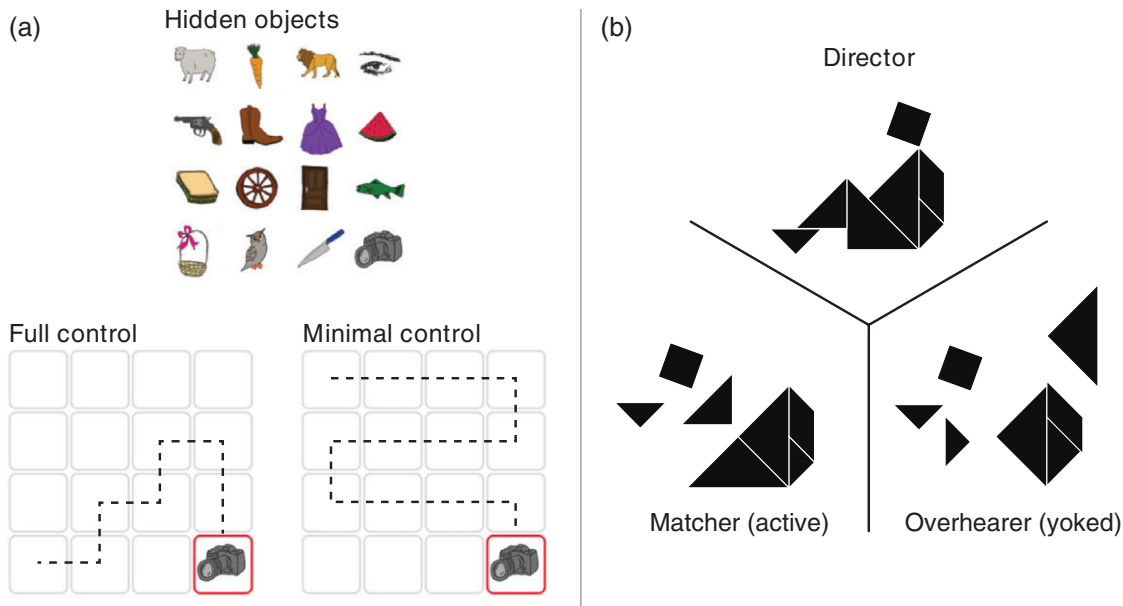 (a)
Hidden objects
Full control
Minimal control
(b)
Director
Matcher (active)
Overhearer (yoked)